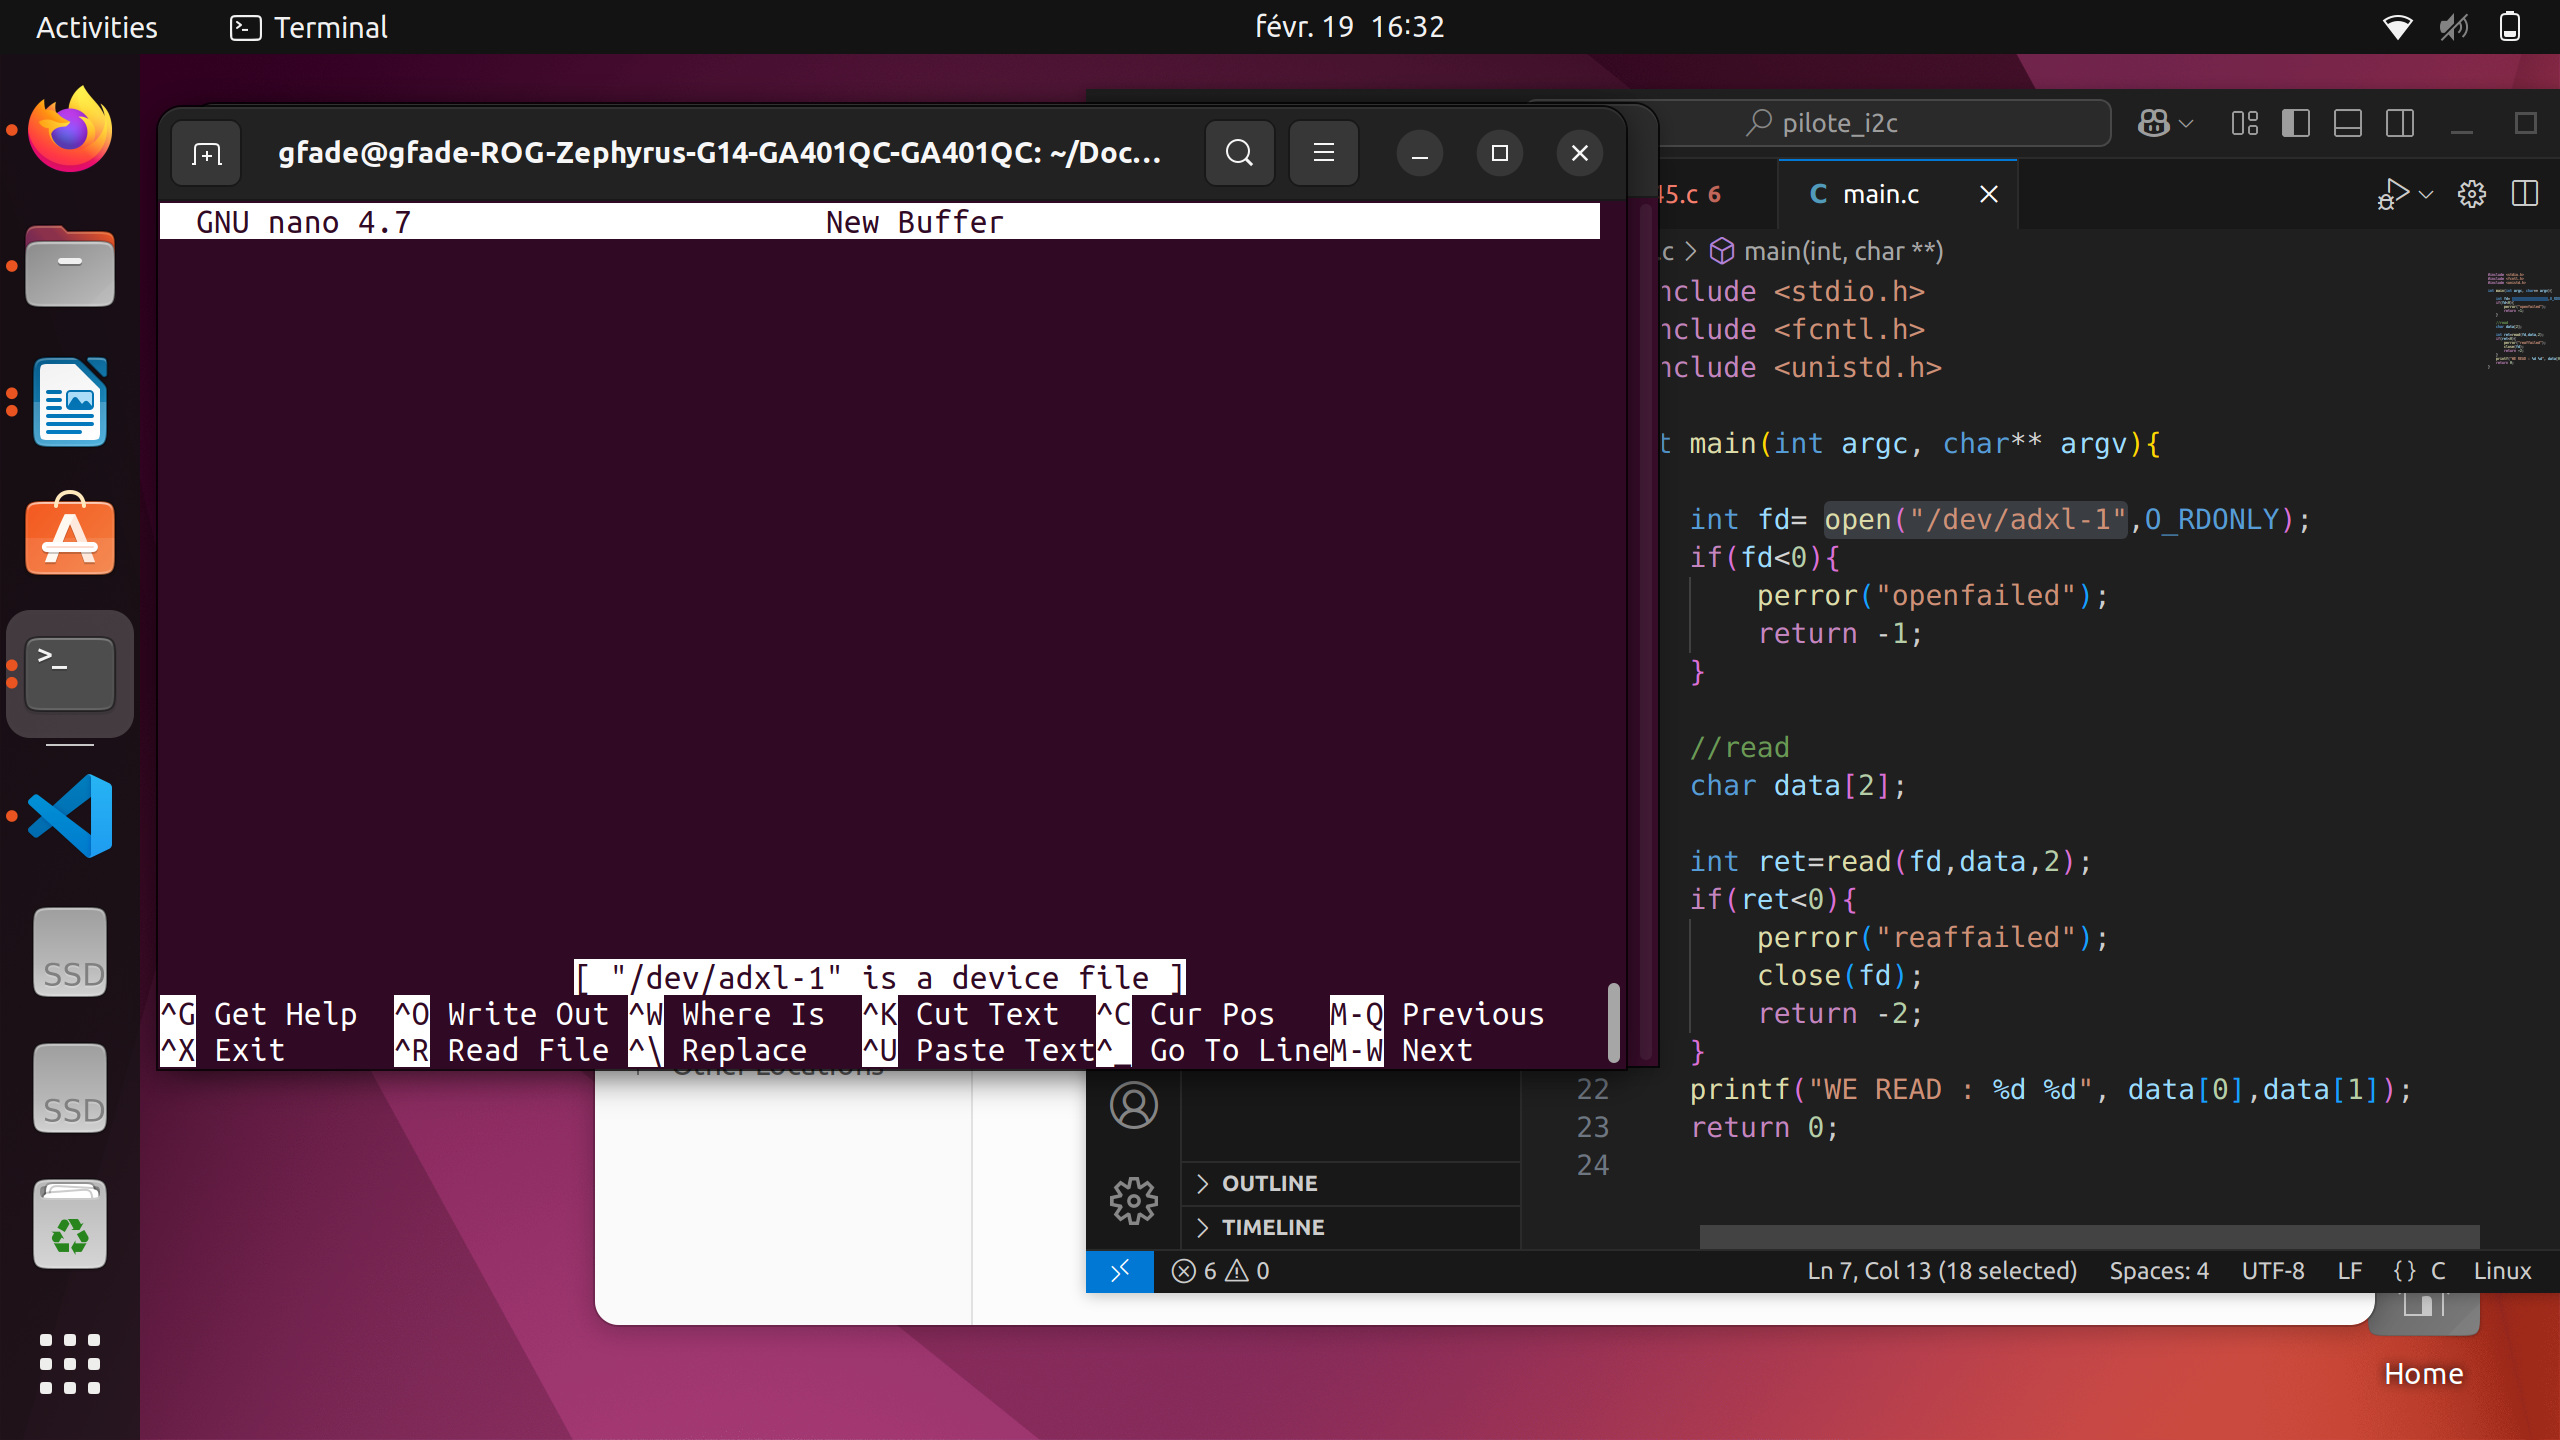 Activities
Terminal
févr. 19 16:32
gfade@gfade-ROG-Zephyrus-G14-GA401QC-GA401QC: ~/Doc...
GNU nano 4.7 New Buffer
[ "/dev/adxl-1" is a device file ]
^G Get Help ^O Write Out ^W Where Is ^K Cut Text ^C Cur Pos M-Q Previous
^X Exit ^R Read File ^\ Replace ^U Paste Text ^_ Go To Line M-W Next
pilote_i2c
45.c 6
C main.c
.c > main(int, char **)
nclude <stdio.h>
nclude <fcntl.h>
nclude <unistd.h>
t main(int argc, char** argv){
int fd= open("/dev/adxl-1",O_RDONLY);
if(fd<0){
perror("openfailed");
return -1;
}
//read
char data[2];
int ret=read(fd,data,2);
if(ret<0){
perror("reaffailed");
close(fd);
return -2;
}
22 printf("WE READ : %d %d", data[0],data[1]);
23 return 0;
24
OUTLINE
TIMELINE
6 0
Ln 7, Col 13 (18 selected) Spaces: 4 UTF-8 LF {} C Linux
SSD
SSD
Home